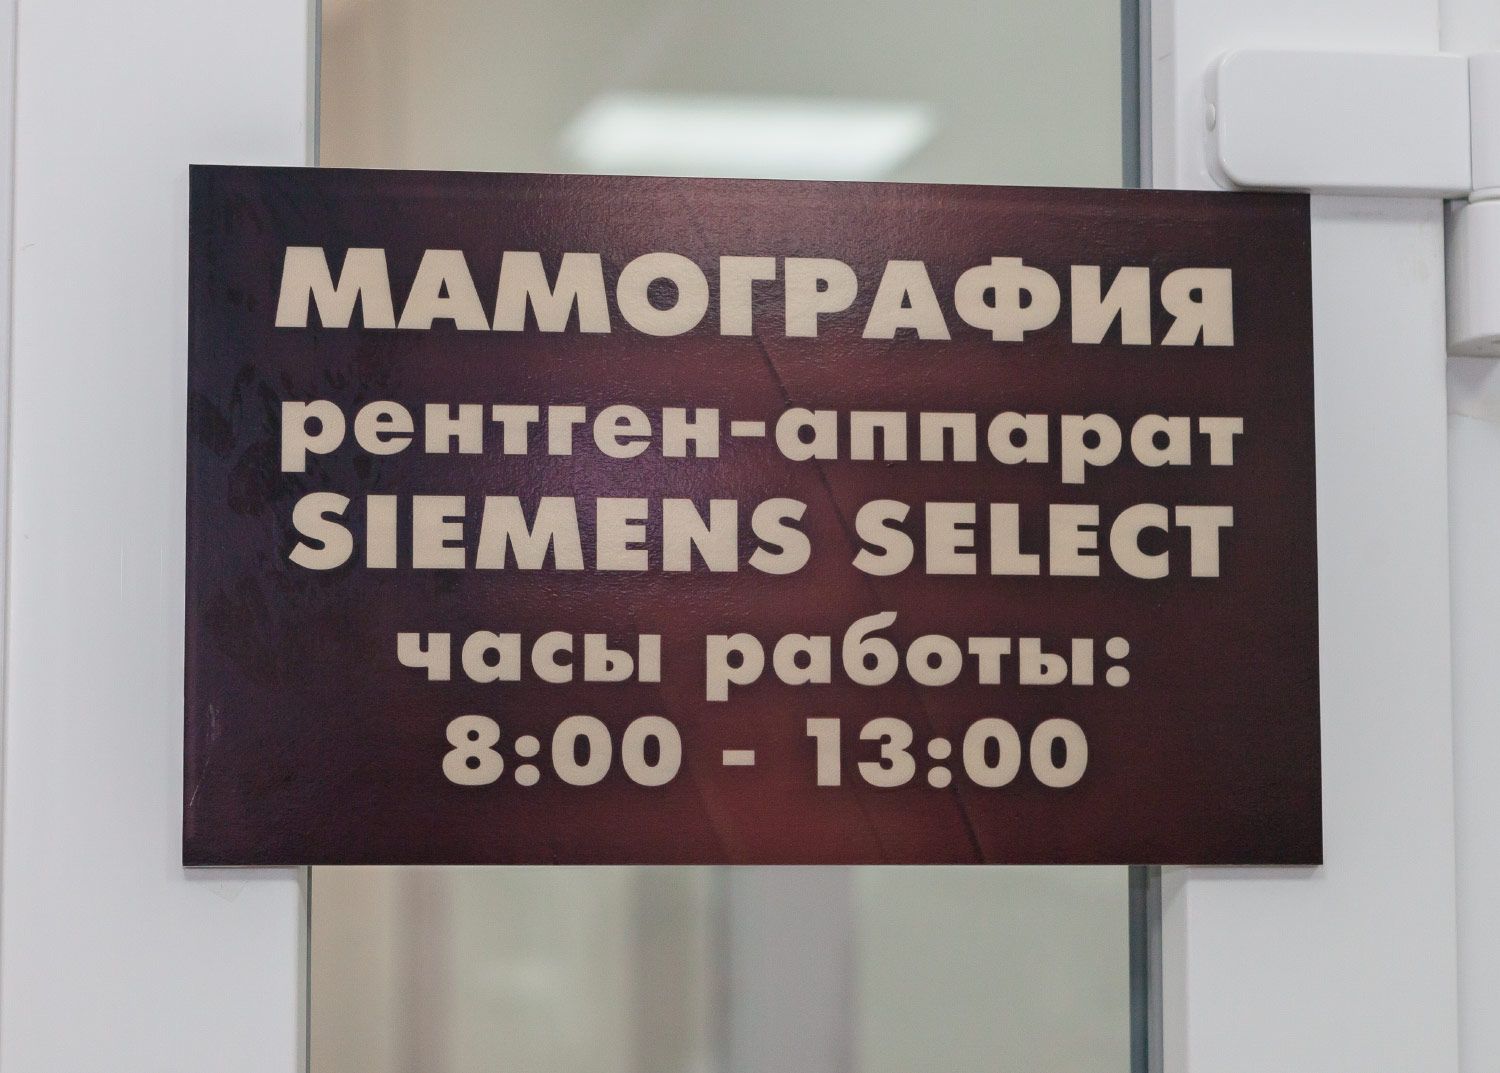 МАМОГРАФИЯ
рентген-аппарат
SIEMENS SELECT
часы работы:
8:00 - 13:00